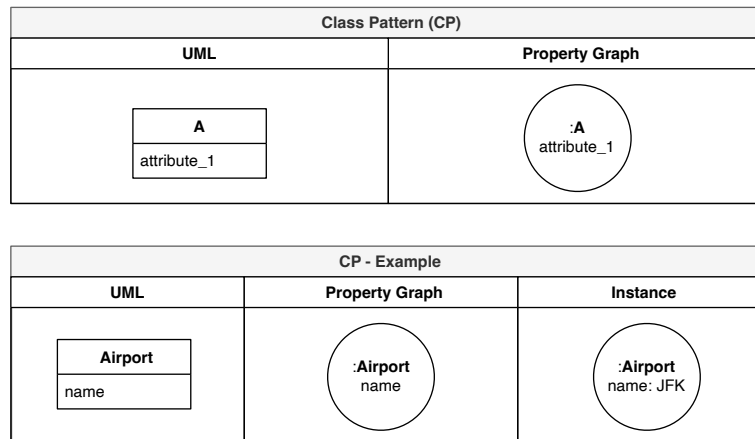 Class Pattern (CP)
UML
Property Graph
A
attribute_1
:A
attribute_1
CP - Example
UML
Property Graph
Instance
Airport
name
:Airport
name
:Airport
name: JFK